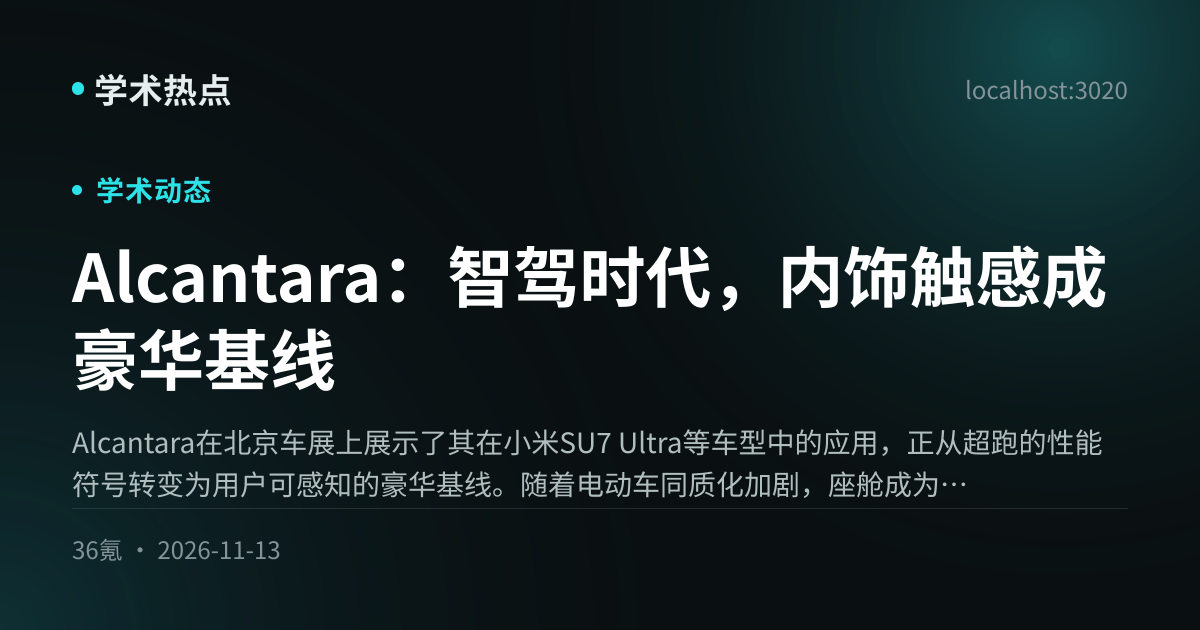 学术热点
localhost:3020
学术动态
Alcantara：智驾时代，内饰触感成
豪华基线
Alcantara在北京车展上展示了其在小米SU7 Ultra等车型中的应用，正从超跑的性能
符号转变为用户可感知的豪华基线。随着电动车同质化加剧，座舱成为…
36氪 · 2026-11-13